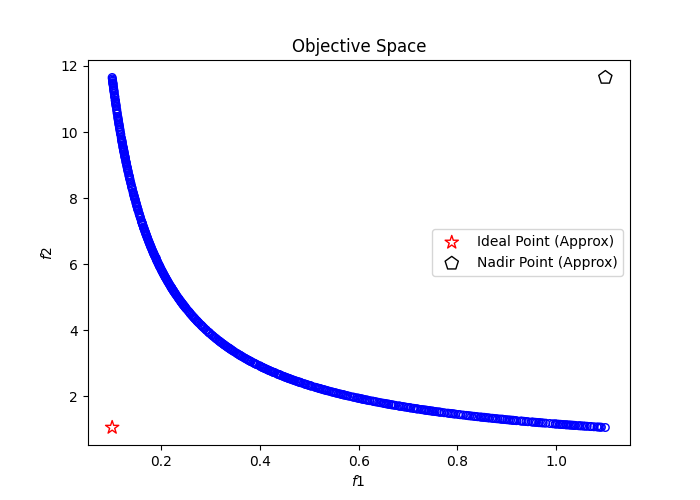 Objective Space
12
10
8
6
4
2
f2
Ideal Point (Approx)
Nadir Point (Approx)
0.2 0.4 0.6 0.8 1.0
f1